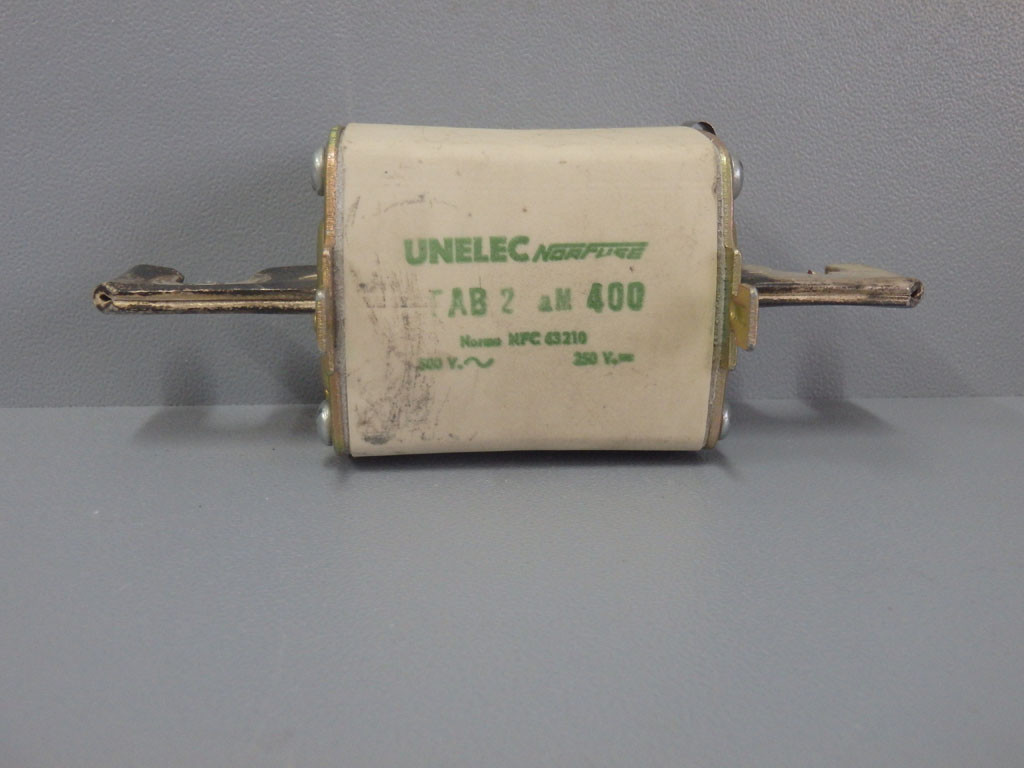 UNELEC NORFUSE
TAB 2 aM 400
Norme NFC 63210
500 V.~ 250 V.=